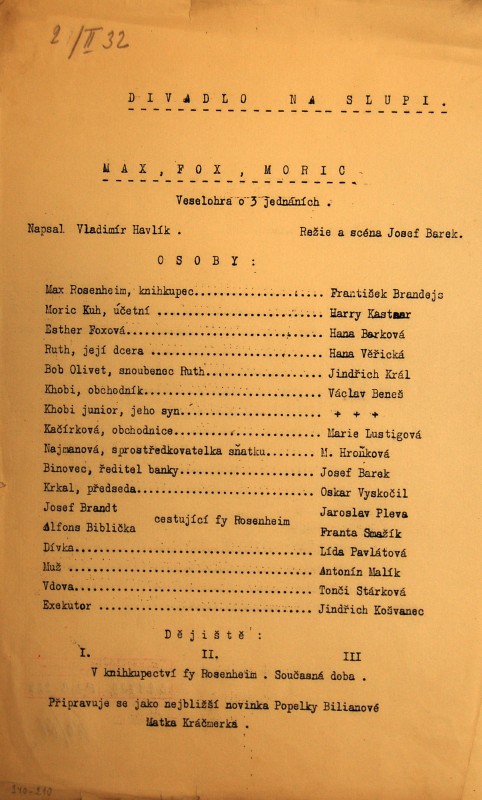 2/II 32
DIVADLO NA SLUPI.
MAX, FOX, MORIC
Veselohra o 3 jednáních .
Napsal Vladimír Havlík . Režie a scéna Josef Barek.
OSOBY:
Max Rosenheim, knihkupec................... František Brandejs
Moric Kuh, účetní ........................ Harry Kastner
Esther Foxová............................. Hana Barková
Ruth, její dcera ......................... Hana Věřická
Bob Olivet, snoubenec Ruth................ Jindřich Král
Khobi, obchodník.......................... Václav Beneš
Khobi junior, jeho syn.................... + + +
Kačírková, obchodnice..................... Marie Lustigová
Najmanová, sprostředkovatelka sňatku....... M. Hroňková
Binovec, ředitel banky.................... Josef Barek
Krkal, předseda........................... Oskar Vyskočil
Josef Brandt cestující fy Rosenheim Jaroslav Pleva
Alfons Biblička Franta Smažík
Dívka..................................... Lída Pavlátová
Muž ...................................... Antonín Malík
Vdova..................................... Tonči Stárková
Exekutor ................................. Jindřich Košvanec
Dějiště:
I. II. III
V knihkupectví fy Rosenheim . Současná doba .
Připravuje se jako nejbližší novinka Popelky Bilianové
Matka Kráčmerka .
140-210